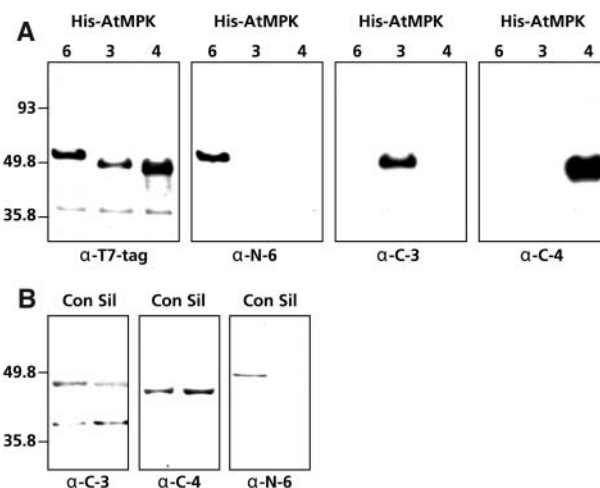 A
His-AtMPK His-AtMPK His-AtMPK His-AtMPK
6 3 4 6 3 4 6 3 4 6 3 4
93
49.8
35.8
α-T7-tag α-N-6 α-C-3 α-C-4
B
Con Sil Con Sil Con Sil
49.8
35.8
α-C-3 α-C-4 α-N-6